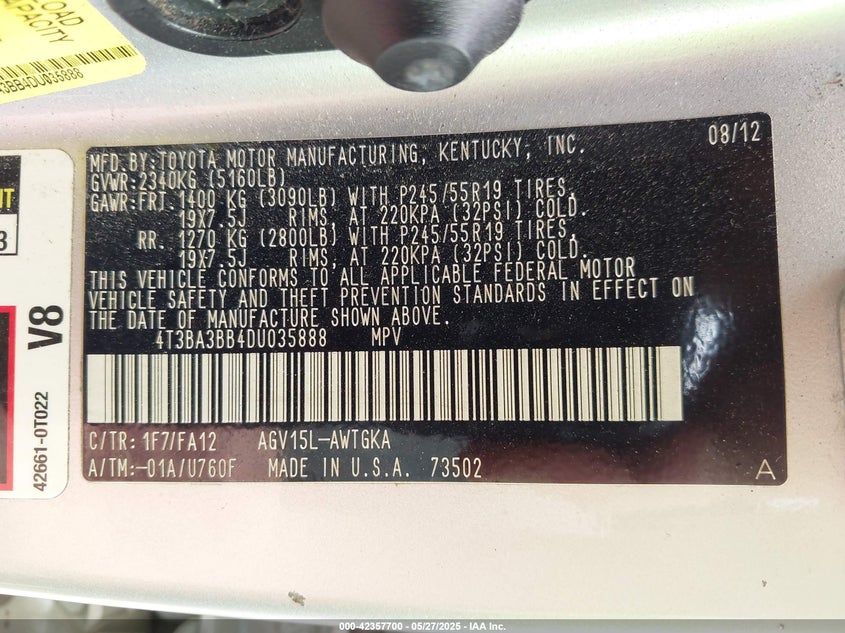 LOAD
CAPACITY
3BB4DU035888
MFD.BY:TOYOTA MOTOR MANUFACTURING, KENTUCKY, INC. 08/12
GVWR:2340KG (5160LB)
GAWR:FRT.1400 KG (3090LB) WITH P245/55R19 TIRES,
19X7.5J RIMS, AT 220KPA (32PSI) COLD.
RR. 1270 KG (2800LB) WITH P245/55R19 TIRES,
19X7.5J RIMS, AT 220KPA (32PSI) COLD.
THIS VEHICLE CONFORMS TO ALL APPLICABLE FEDERAL MOTOR
VEHICLE SAFETY AND THEFT PREVENTION STANDARDS IN EFFECT ON
THE DATE OF MANUFACTURE SHOWN ABOVE.
4T3BA3BB4DU035888 MPV
C/TR: 1F7/FA12 AGV15L-AWTGKA
A/TM:-01A/U760F MADE IN U.S.A. 73502 A
V8
42661-0T022
000-42357700 - 05/27/2025 - IAA Inc.